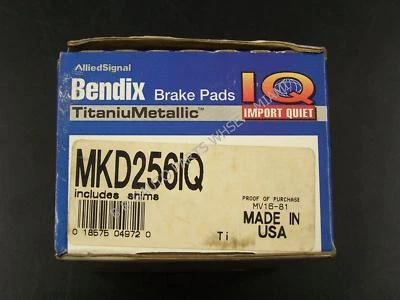 AlliedSignal
Bendix Brake Pads
TitaniuMetallic™
IQ
IMPORT QUIET
MKD256IQ
includes shims
0 18575 04972 0
Ti
PROOF OF PURCHASE
MV16-81
MADE IN
USA